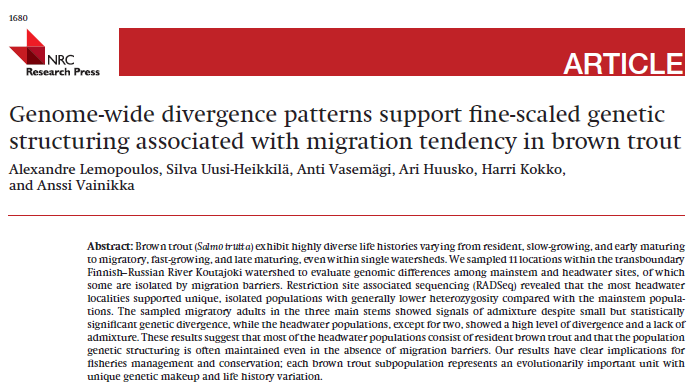 1680
NRC
Research Press
ARTICLE
Genome-wide divergence patterns support fine-scaled genetic
structuring associated with migration tendency in brown trout
Alexandre Lemopoulos, Silva Uusi-Heikkilä, Anti Vasemägi, Ari Huusko, Harri Kokko,
and Anssi Vainikka
Abstract: Brown trout (Salmo trutta) exhibit highly diverse life histories varying from resident, slow-growing, and early maturing
to migratory, fast-growing, and late maturing, even within single watersheds. We sampled 11 locations within the transboundary
Finnish–Russian River Koutajoki watershed to evaluate genomic differences among mainstem and headwater sites, of which
some are isolated by migration barriers. Restriction site associated sequencing (RADSeq) revealed that the most headwater
localities supported unique, isolated populations with generally lower heterozygosity compared with the mainstem popula-
tions. The sampled migratory adults in the three main stems showed signals of admixture despite small but statistically
significant genetic divergence, while the headwater populations, except for two, showed a high level of divergence and a lack of
admixture. These results suggest that most of the headwater populations consist of resident brown trout and that the population
genetic structuring is often maintained even in the absence of migration barriers. Our results have clear implications for
fisheries management and conservation; each brown trout subpopulation represents an evolutionarily important unit with
unique genetic makeup and life history variation.